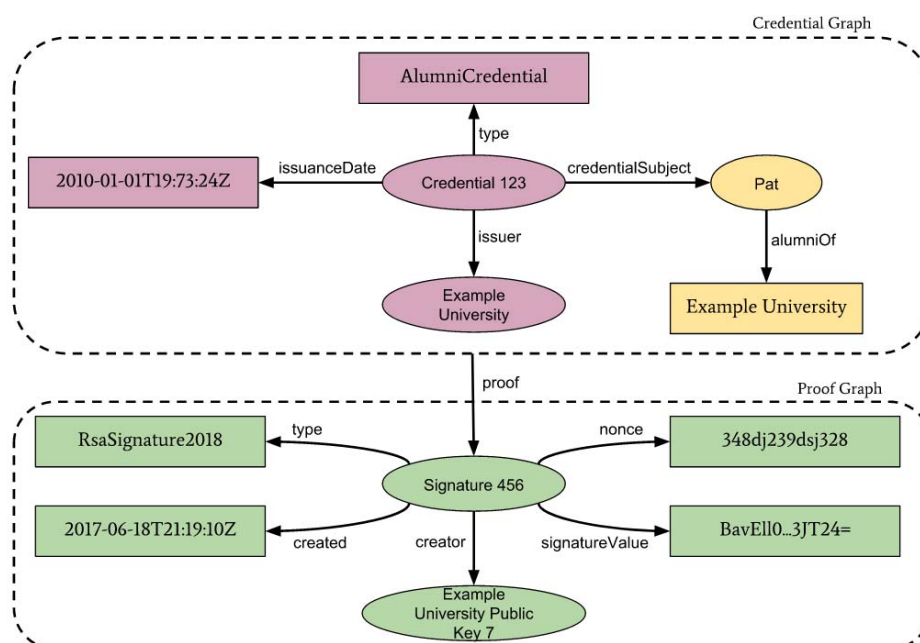 Credential Graph
AlumniCredential
type
2010-01-01T19:73:24Z
issuanceDate
Credential 123
credentialSubject
Pat
issuer
alumniOf
Example
University
Example University
proof
Proof Graph
RsaSignature2018
type
nonce
348dj239dsj328
Signature 456
2017-06-18T21:19:10Z
created
creator
signatureValue
BavEll0...3JT24=
Example
University Public
Key 7